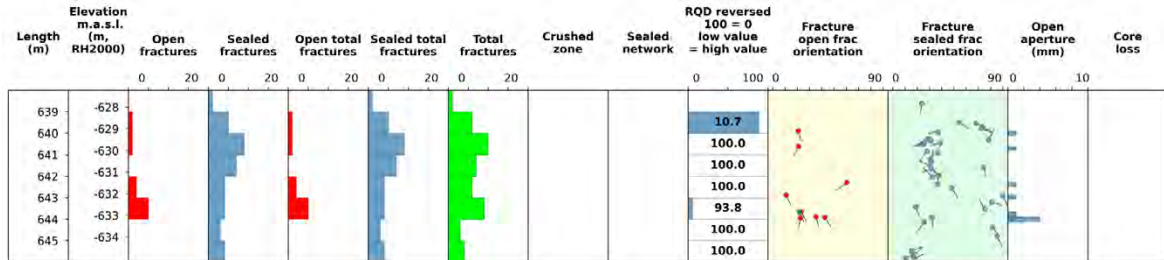 Length (m)
Elevation m.a.s.l. (m, RH2000)
Open fractures
Sealed fractures
Open total fractures
Sealed total fractures
Total fractures
Crushed zone
Sealed network
RQD reversed 100 = 0 low value = high value
Fracture open frac orientation
Fracture sealed frac orientation
Open aperture (mm)
Core loss
0 20 0 20 0 20 0 20 0 20 0 100 0 90 0 90 0 10
-628
639 10.7
-629
640 100.0
-630
641 100.0
-631
642 100.0
-632
643 93.8
-633
644 100.0
-634
645 100.0